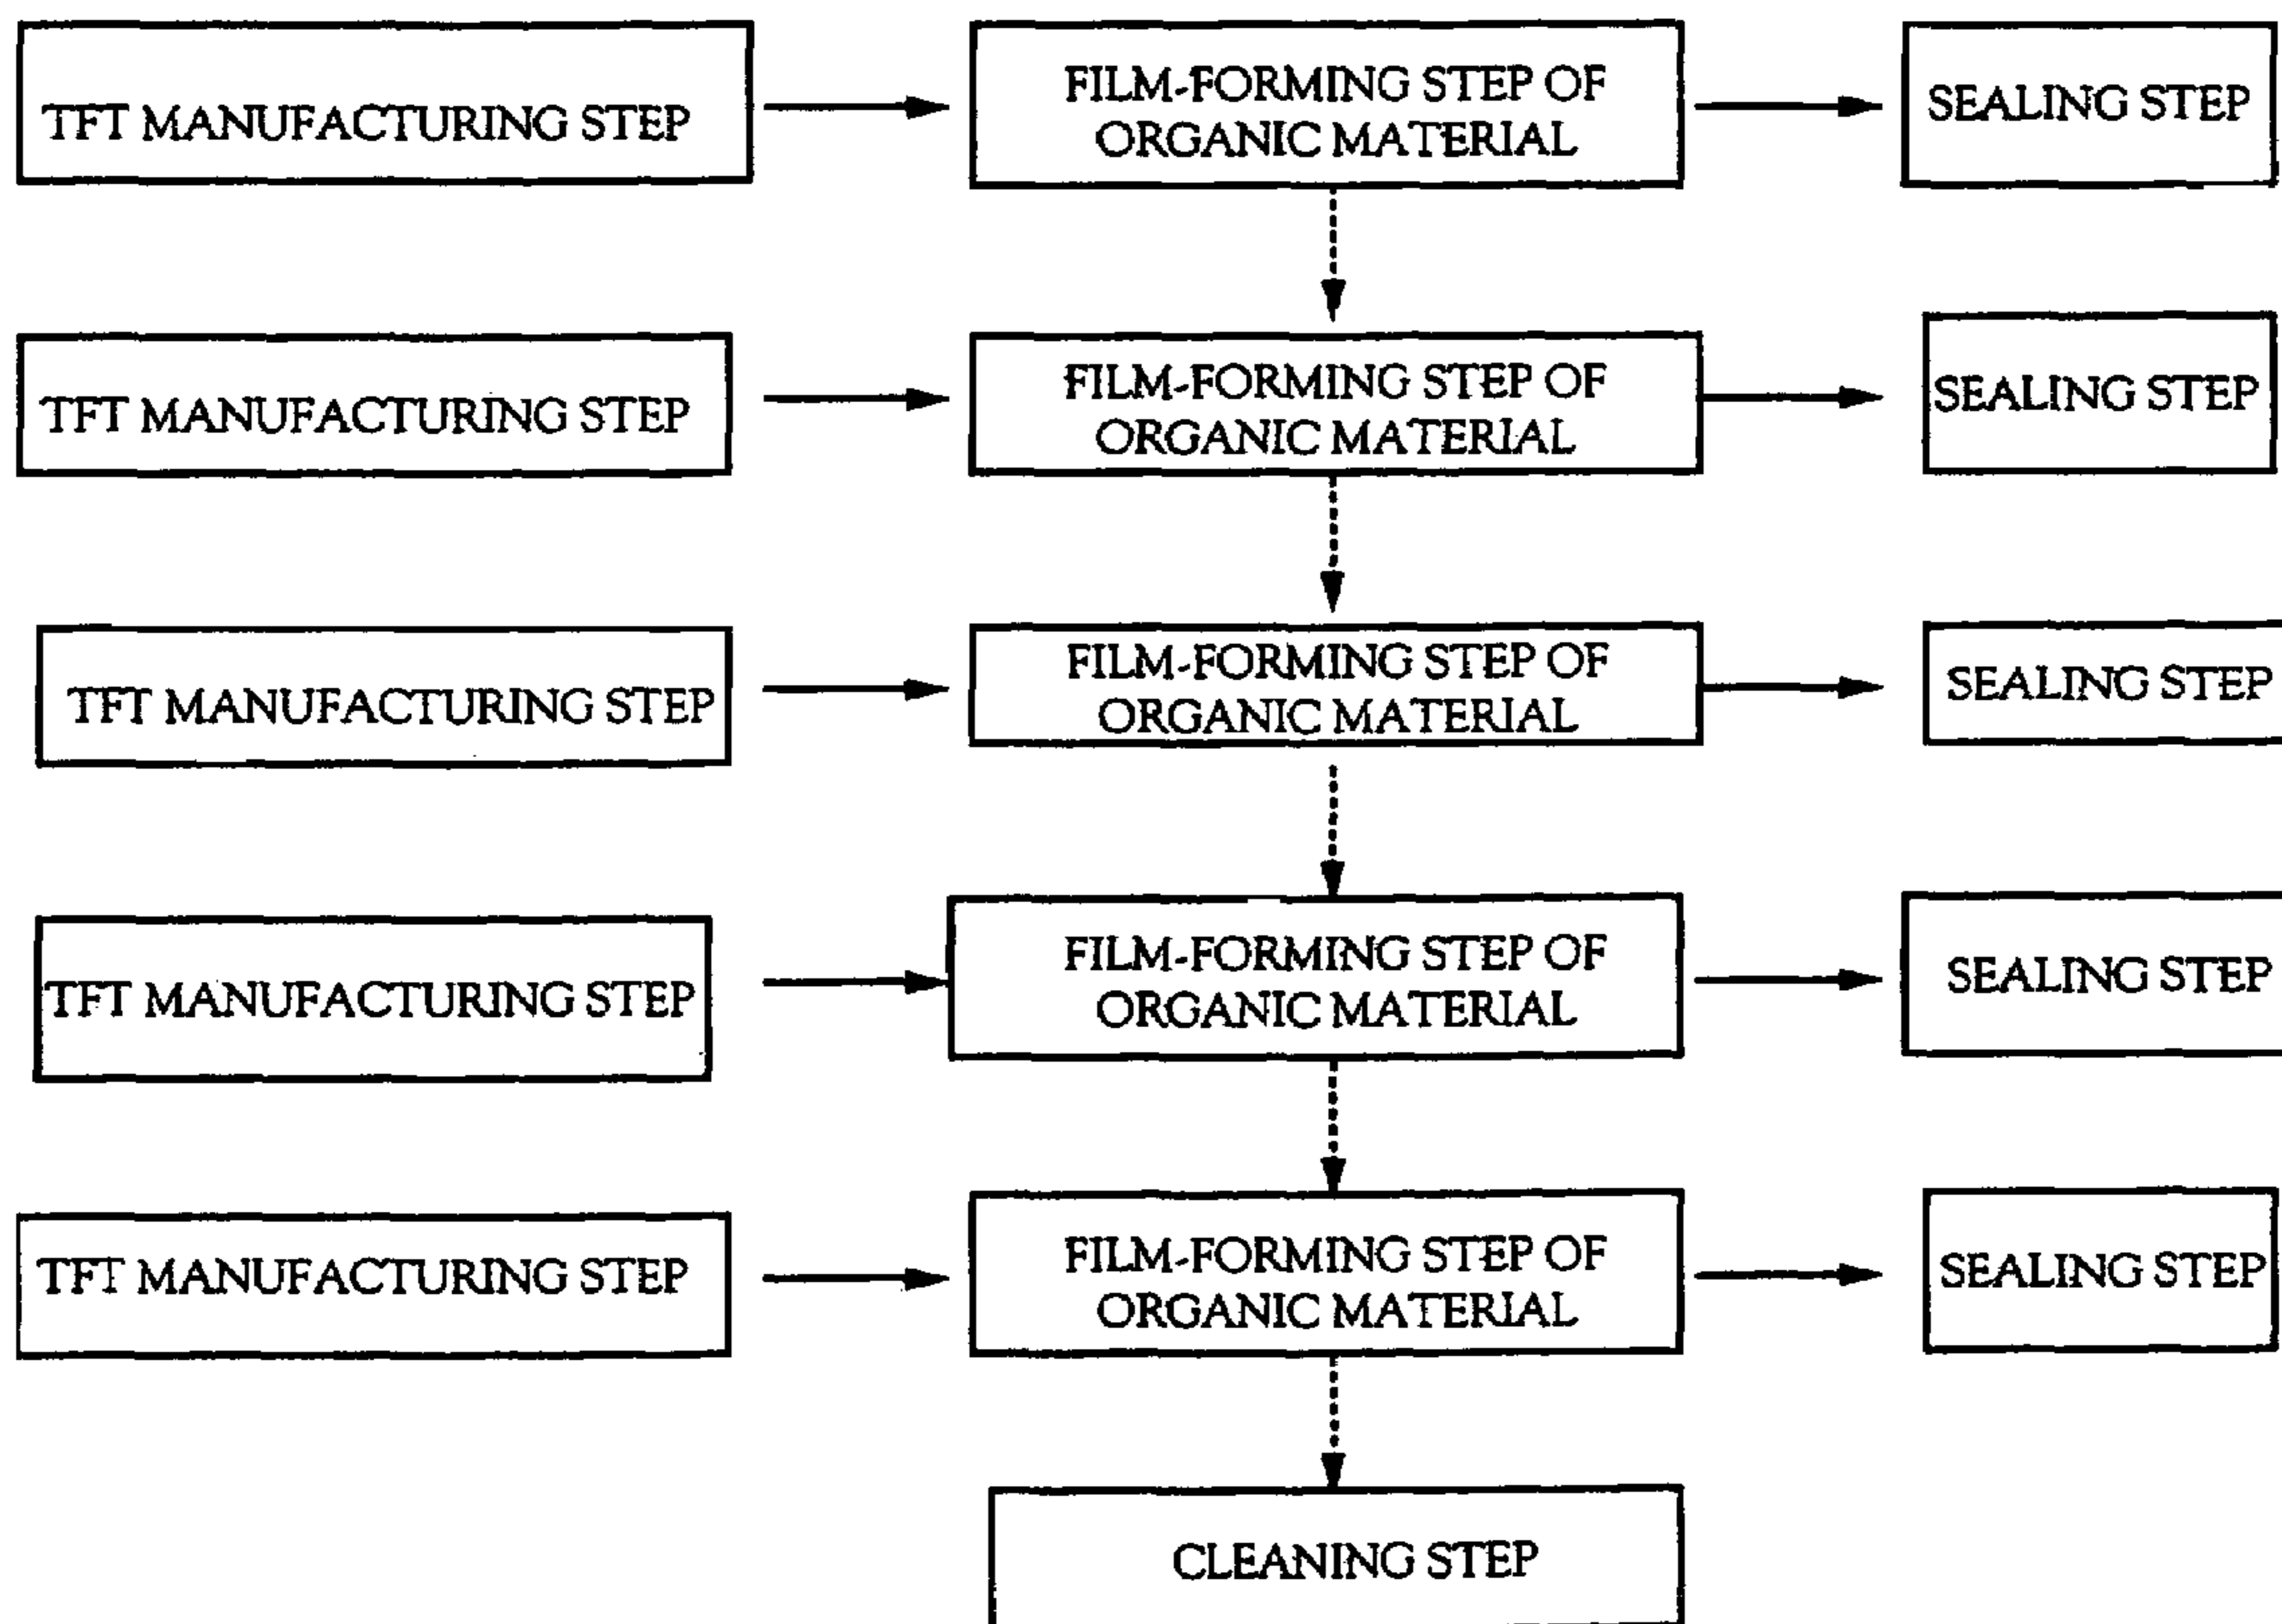 TFT MANUFACTURING STEP
FILM-FORMING STEP OF
ORGANIC MATERIAL
SEALING STEP
TFT MANUFACTURING STEP
FILM-FORMING STEP OF
ORGANIC MATERIAL
SEALING STEP
TFT MANUFACTURING STEP
FILM-FORMING STEP OF
ORGANIC MATERIAL
SEALING STEP
TFT MANUFACTURING STEP
FILM-FORMING STEP OF
ORGANIC MATERIAL
SEALING STEP
TFT MANUFACTURING STEP
FILM-FORMING STEP OF
ORGANIC MATERIAL
SEALING STEP
CLEANING STEP